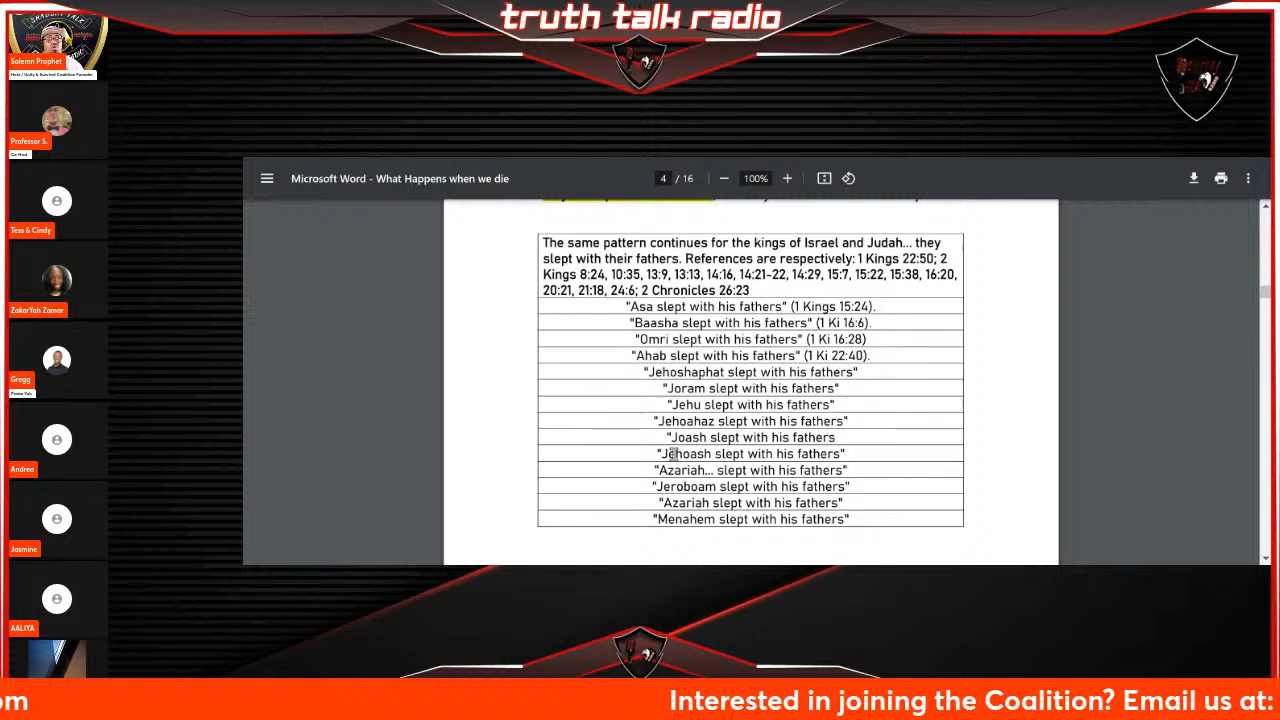 truth talk radio
Solemn Prophet
Host / Unity & Survival Coalition Founder
Professor S.
Co-Host
Tess & Cindy
ZakarYah Zamar
Gregg
Praise Yah
Andrea
Jasmine
AALIYA
Microsoft Word - What Happens when we die
4 / 16
100%
The same pattern continues for the kings of Israel and Judah... they
slept with their fathers. References are respectively: 1 Kings 22:50; 2
Kings 8:24, 10:35, 13:9, 13:13, 14:16, 14:21-22, 14:29, 15:7, 15:22, 15:38, 16:20,
20:21, 21:18, 24:6; 2 Chronicles 26:23
"Asa slept with his fathers" (1 Kings 15:24).
"Baasha slept with his fathers" (1 Ki 16:6).
"Omri slept with his fathers" (1 Ki 16:28)
"Ahab slept with his fathers" (1 Ki 22:40).
"Jehoshaphat slept with his fathers"
"Joram slept with his fathers"
"Jehu slept with his fathers"
"Jehoahaz slept with his fathers"
"Joash slept with his fathers
"Jehoash slept with his fathers"
"Azariah... slept with his fathers"
"Jeroboam slept with his fathers"
"Azariah slept with his fathers"
"Menahem slept with his fathers"
om
Interested in joining the Coalition? Email us at: